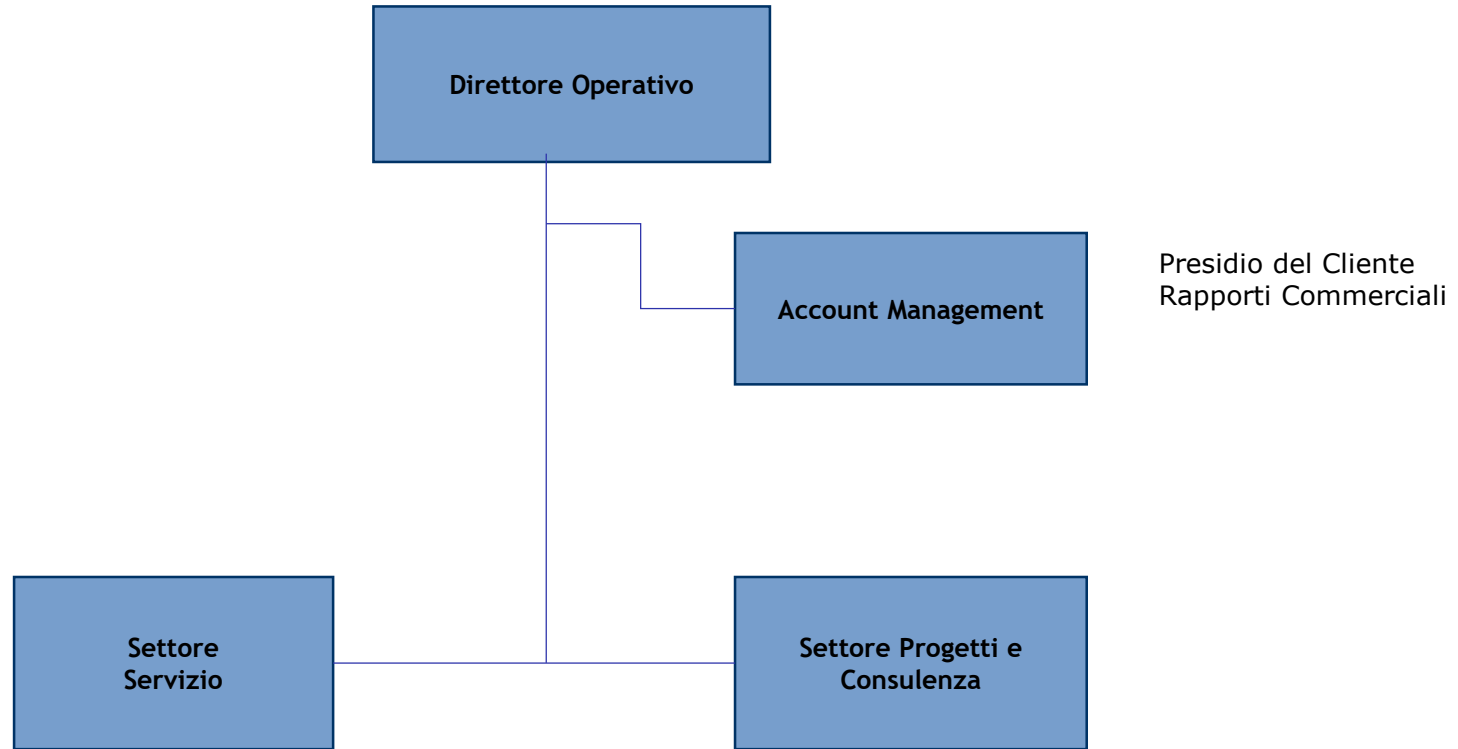 Direttore Operativo
Account Management
Presidio del Cliente
Rapporti Commerciali
Settore
Servizio
Settore Progetti e
Consulenza